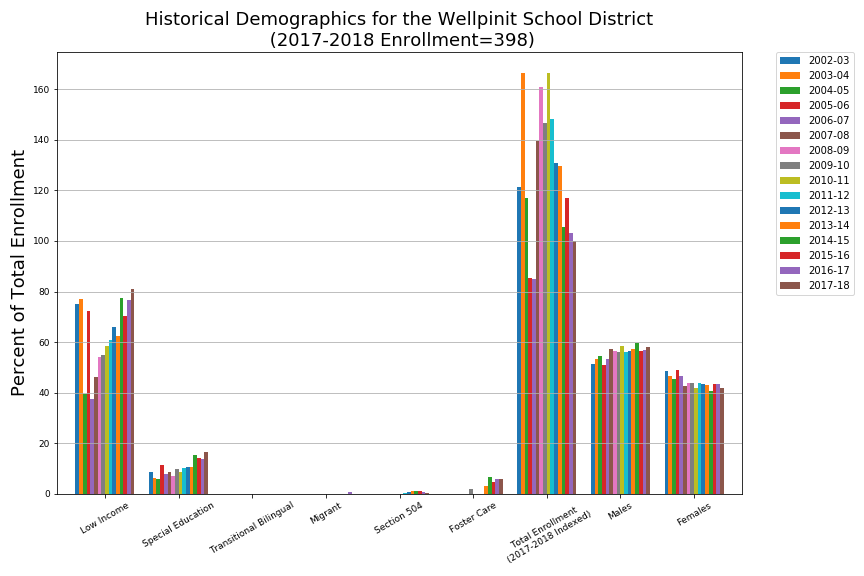 Historical Demographics for the Wellpinit School District
(2017-2018 Enrollment=398)
Percent of Total Enrollment
160
140
120
100
80
60
40
20
0
Low Income
Special Education
Transitional Bilingual
Migrant
Section 504
Foster Care
Total Enrollment
(2017-2018 Indexed)
Males
Females
2002-03
2003-04
2004-05
2005-06
2006-07
2007-08
2008-09
2009-10
2010-11
2011-12
2012-13
2013-14
2014-15
2015-16
2016-17
2017-18